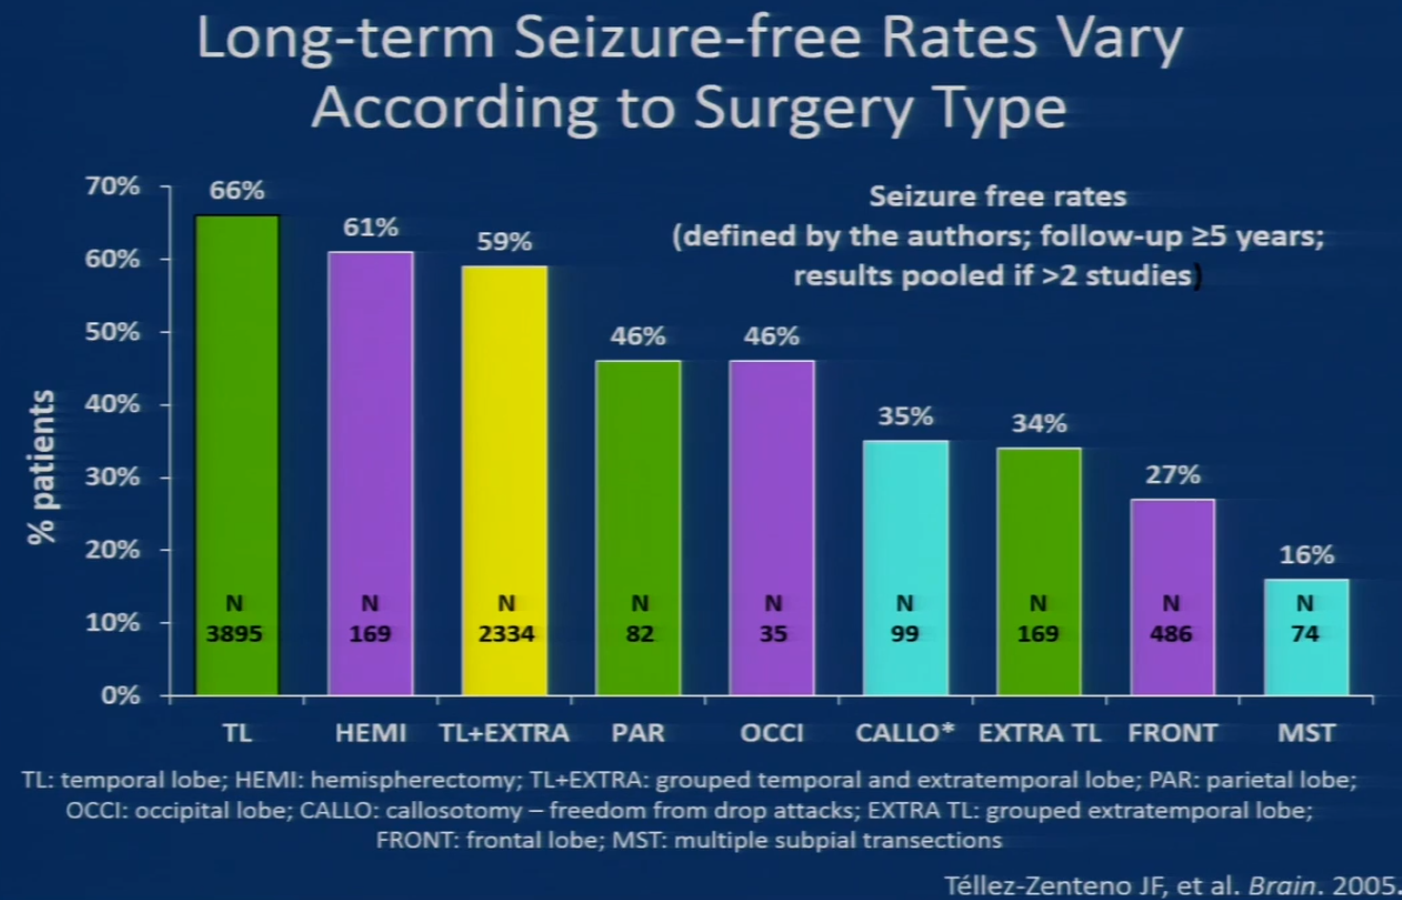 Long-term Seizure-free Rates Vary
According to Surgery Type
Seizure free rates
(defined by the authors; follow-up ≥5 years;
results pooled if >2 studies)
% patients
70%
60%
50%
40%
30%
20%
10%
0%
66%
61%
59%
46%
46%
35%
34%
27%
16%
N N N N N N N N N
3895 169 2334 82 35 99 169 486 74
TL HEMI TL+EXTRA PAR OCCI CALLO* EXTRA TL FRONT MST
TL: temporal lobe; HEMI: hemispherectomy; TL+EXTRA: grouped temporal and extratemporal lobe; PAR: parietal lobe;
OCCI: occipital lobe; CALLO: callosotomy – freedom from drop attacks; EXTRA TL: grouped extratemporal lobe;
FRONT: frontal lobe; MST: multiple subpial transections
Téllez-Zenteno JF, et al. Brain. 2005.